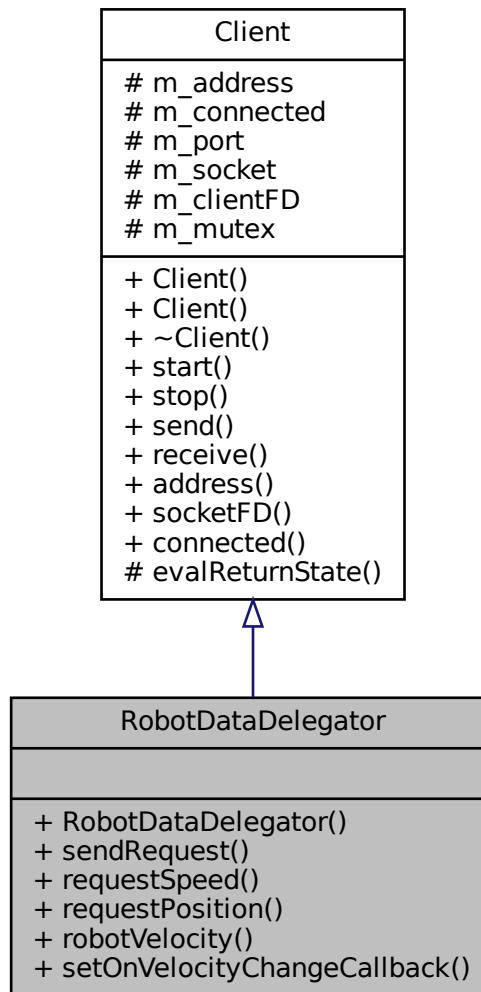 Client
# m_address
# m_connected
# m_port
# m_socket
# m_clientFD
# m_mutex
+ Client()
+ Client()
+ ~Client()
+ start()
+ stop()
+ send()
+ receive()
+ address()
+ socketFD()
+ connected()
# evalReturnState()
RobotDataDelegator
+ RobotDataDelegator()
+ sendRequest()
+ requestSpeed()
+ requestPosition()
+ robotVelocity()
+ setOnVelocityChangeCallback()